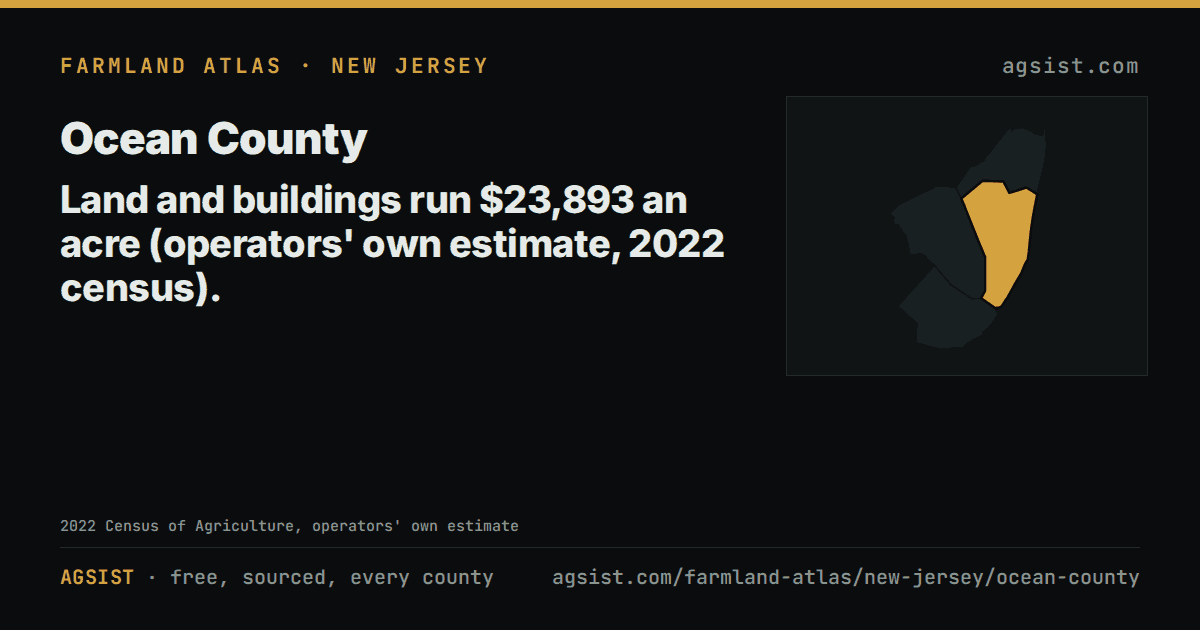 FARMLAND ATLAS · NEW JERSEY
agsist.com
Ocean County
Land and buildings run $23,893 an
acre (operators' own estimate, 2022
census).
2022 Census of Agriculture, operators' own estimate
AGSIST · free, sourced, every county
agsist.com/farmland-atlas/new-jersey/ocean-county